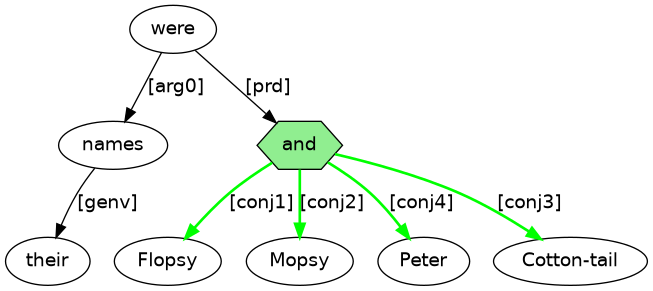 were
[arg0] [prd]
names and
[genv] [conj1] [conj2] [conj4] [conj3]
their Flopsy Mopsy Peter Cotton-tail